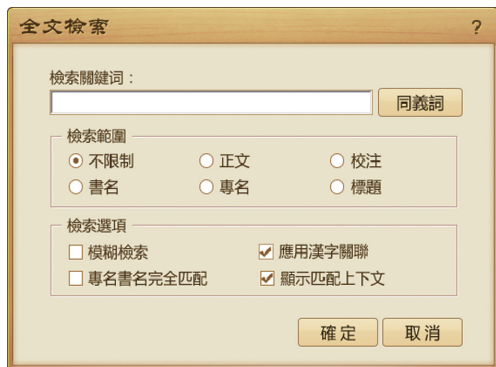 全文檢索 ?
檢索關鍵词：
同義詞
檢索範圍
不限制 正文 校注
書名 專名 標題
檢索選項
模糊檢索 應用漢字關聯
專名書名完全匹配 顯示匹配上下文
確定 取消